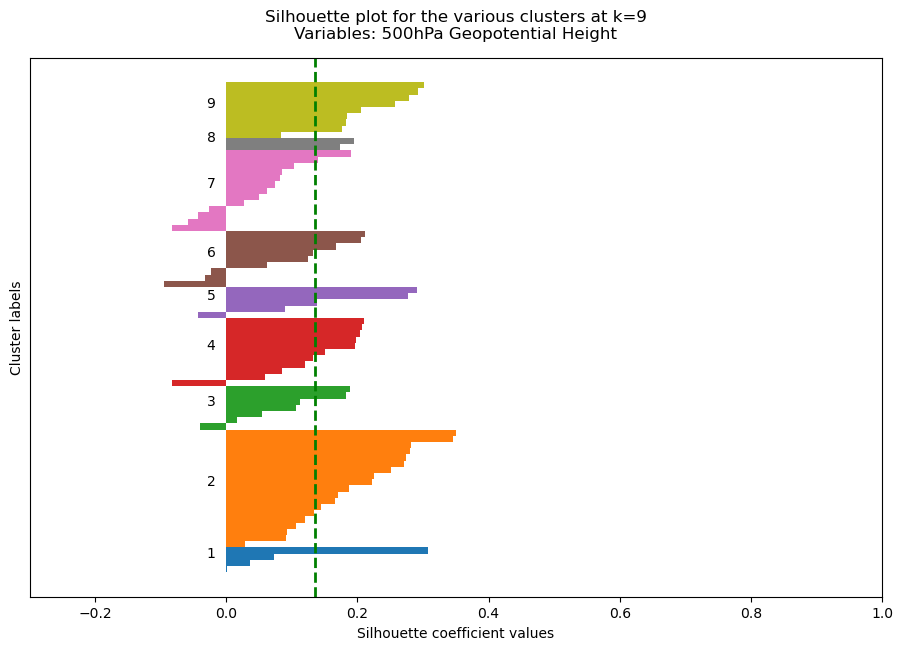 Silhouette plot for the various clusters at k=9
Variables: 500hPa Geopotential Height
Cluster labels
9
8
7
6
5
4
3
2
1
−0.2 0.0 0.2 0.4 0.6 0.8 1.0
Silhouette coefficient values